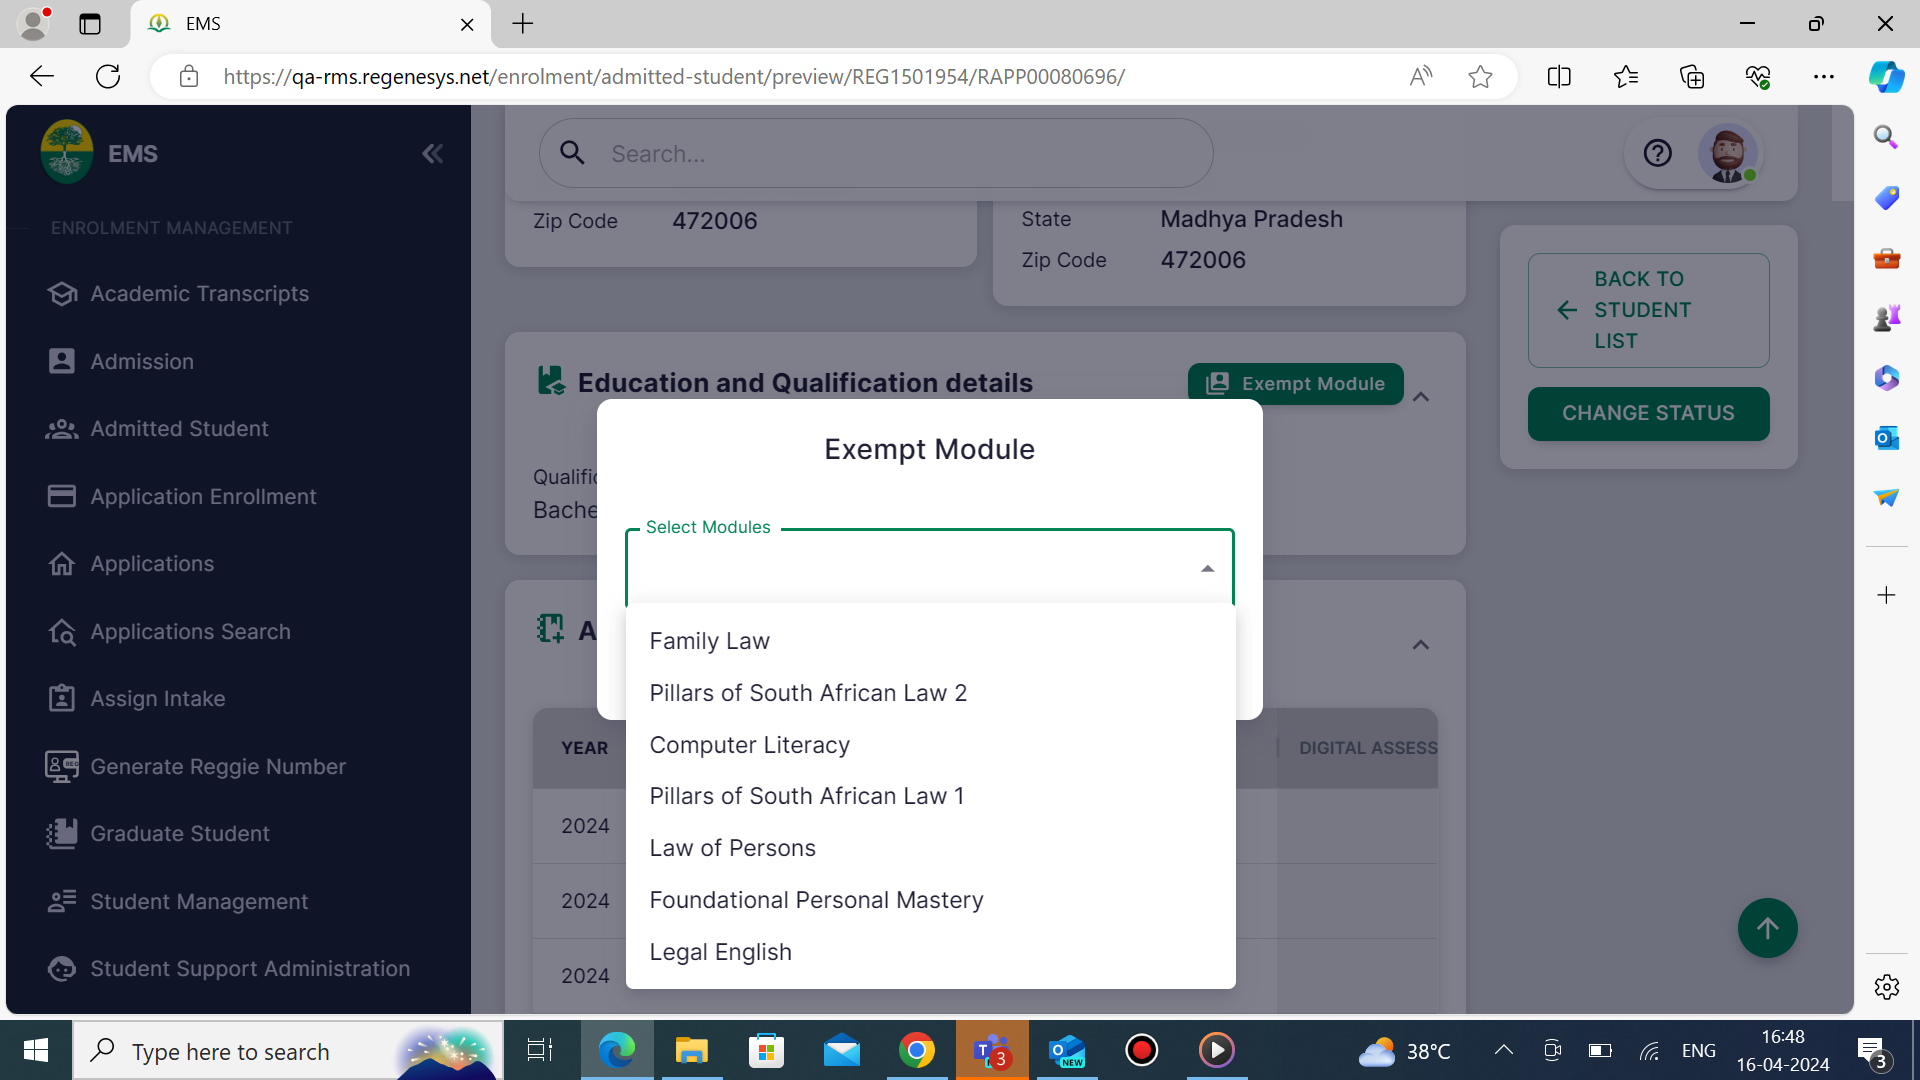 EMS
https://qa-rms.regenesys.net/enrolment/admitted-student/preview/REG1501954/RAPP00080696/
EMS
Search...
ENROLMENT MANAGEMENT
Academic Transcripts
Admission
Admitted Student
Application Enrollment
Applications
Applications Search
Assign Intake
Generate Reggie Number
Graduate Student
Student Management
Student Support Administration
Zip Code 472006
State Madhya Pradesh
Zip Code 472006
BACK TO
STUDENT
LIST
CHANGE STATUS
Education and Qualification details
Exempt Module
Exempt Module
Select Modules
Family Law
Pillars of South African Law 2
Computer Literacy
Pillars of South African Law 1
Law of Persons
Foundational Personal Mastery
Legal English
YEAR
DIGITAL ASSESS
2024
2024
2024
Type here to search
3
NEW
38°C
ENG
16:48
16-04-2024
3